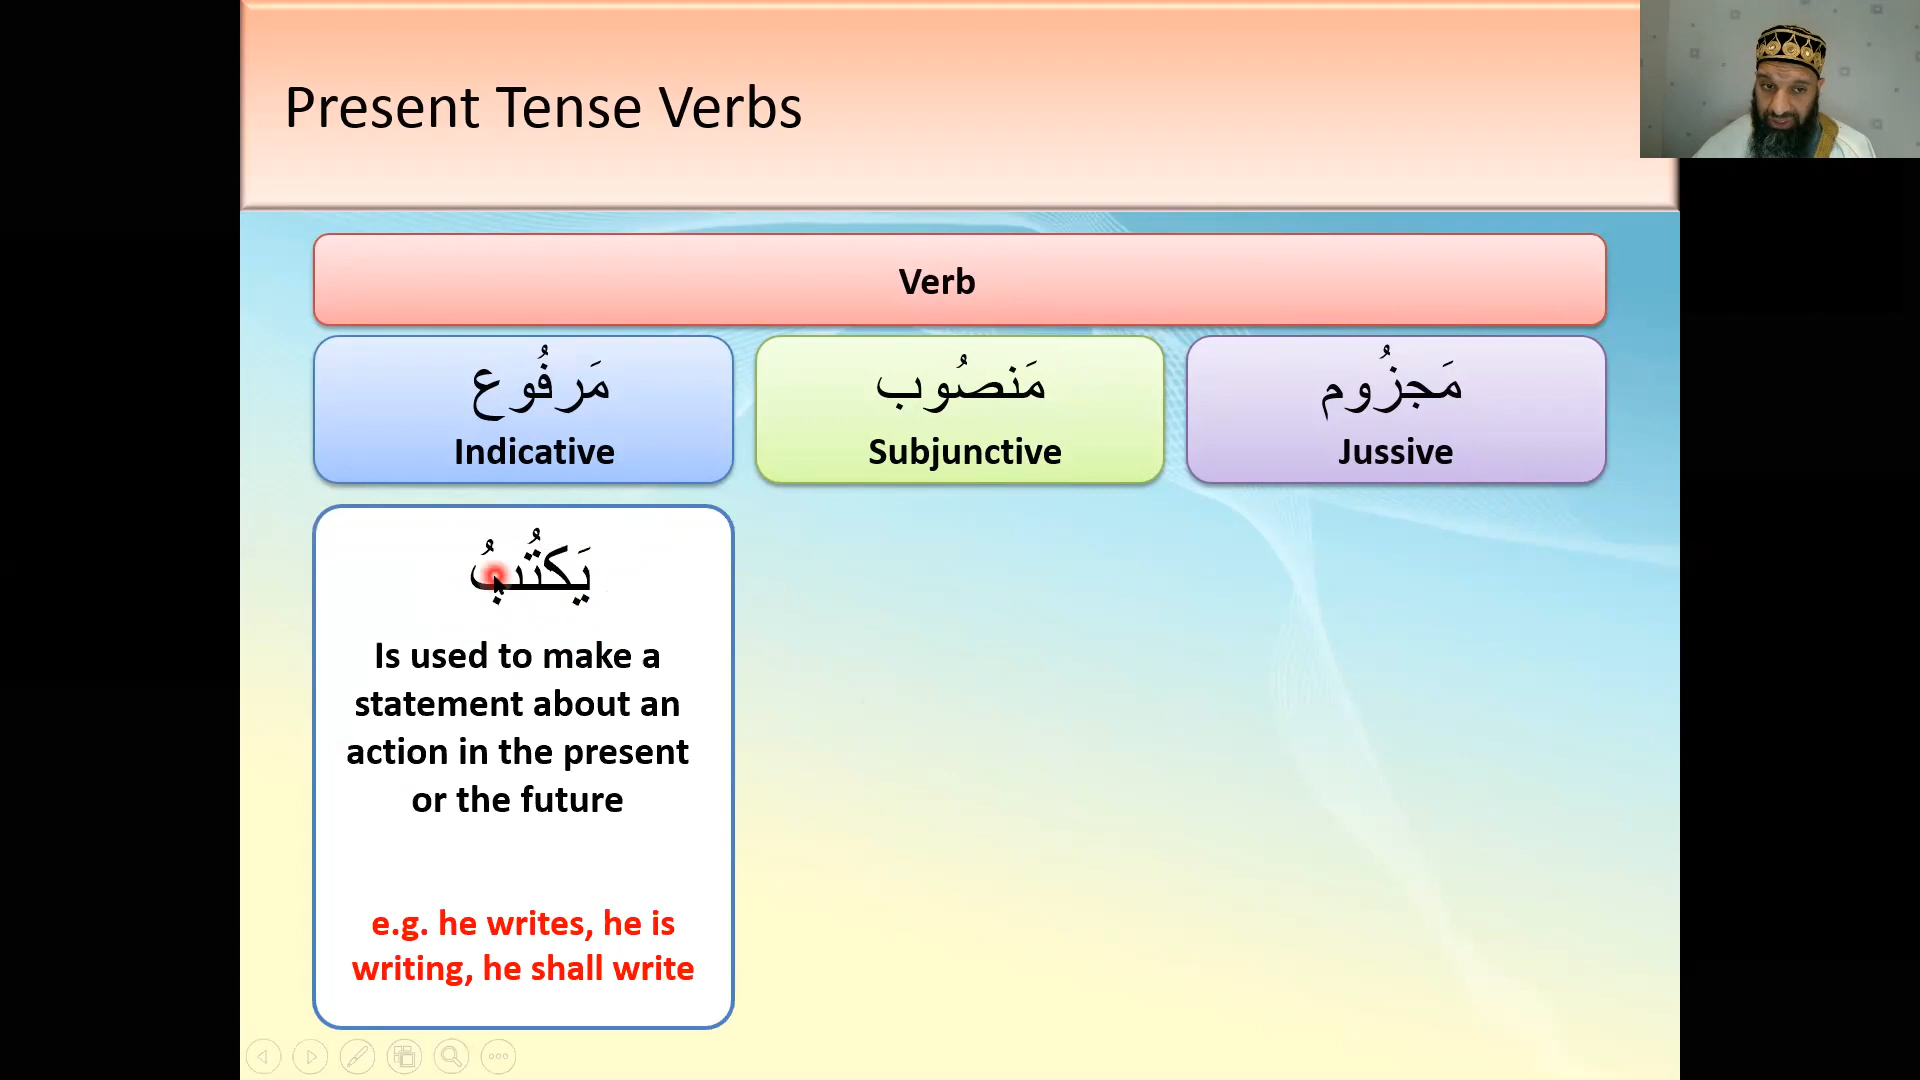 Present Tense Verbs
Verb
مَرفُوع
Indicative
مَنصُوب
Subjunctive
مَجزُوم
Jussive
يَكتُبُ
Is used to make a
statement about an
action in the present
or the future
e.g. he writes, he is
writing, he shall write